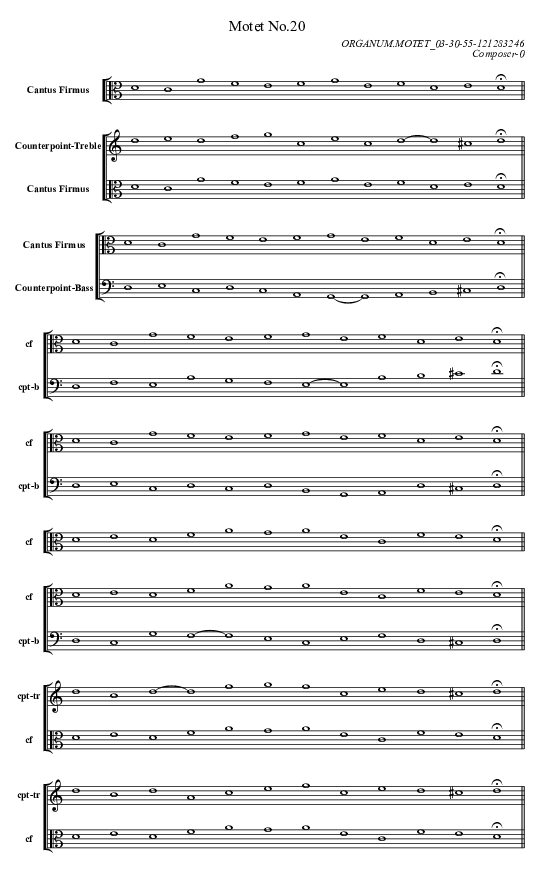 Motet No.20
ORGANUM.MOTET_03-30-55-121283246
Composer-0
Cantus Firmus
Counterpoint-Treble
Cantus Firmus
Cantus Firmus
Counterpoint-Bass
cf
cpt-b
cf
cpt-b
cf
cf
cpt-b
cpt-tr
cf
cpt-tr
cf